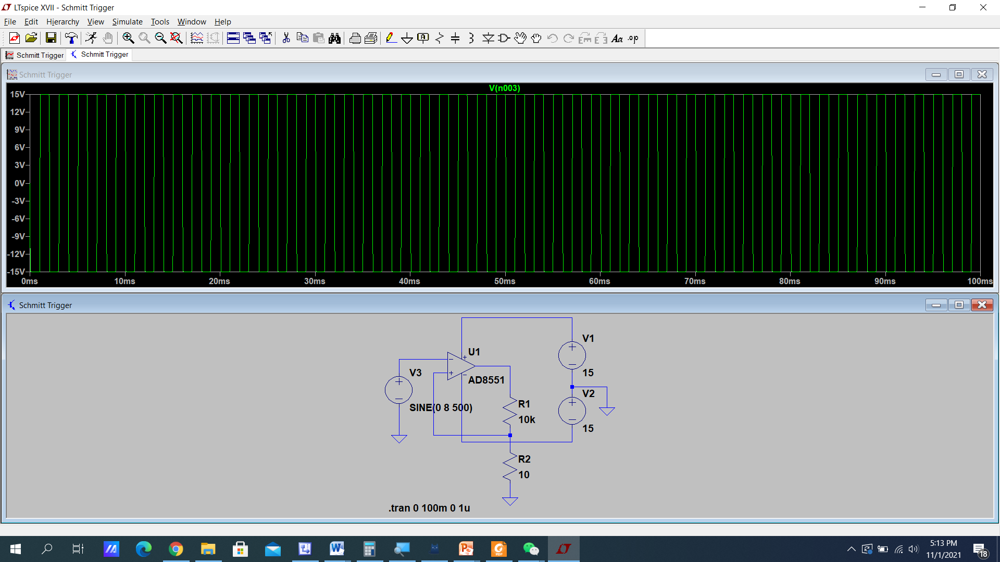 LTspice XVII - Schmitt Trigger
File Edit Hierarchy View Simulate Tools Window Help
Schmitt Trigger Schmitt Trigger
Schmitt Trigger
V(n003)
15V
12V
9V
6V
3V
0V
-3V
-6V
-9V
-12V
-15V
0ms 10ms 20ms 30ms 40ms 50ms 60ms 70ms 80ms 90ms 100ms
Schmitt Trigger
V1
15
U1
AD8551
V3
SINE(0 8 500)
V2
15
R1
10k
R2
10
.tran 0 100m 0 1u
5:13 PM
11/1/2021
18